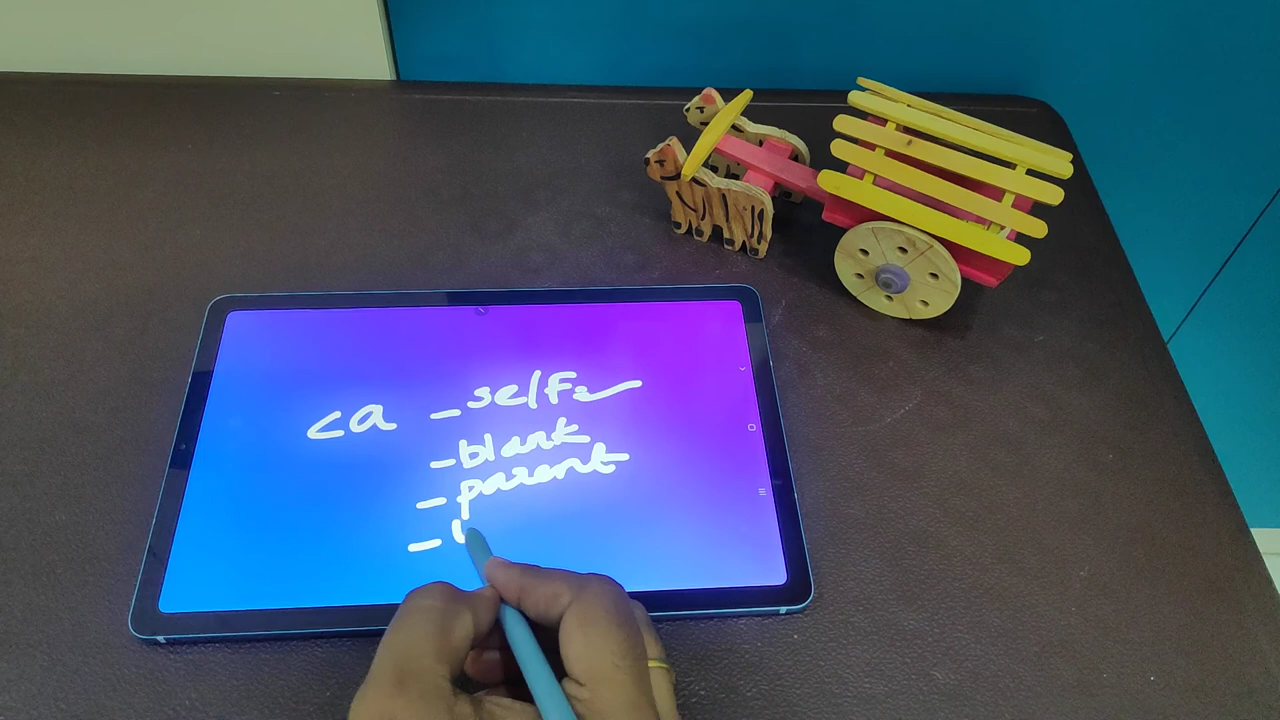 <a _self
_blank
_parent
_